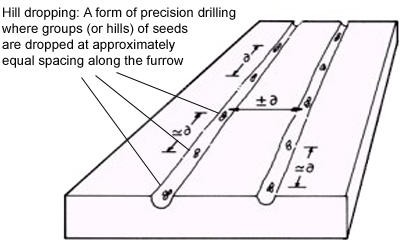 Hill dropping: A form of precision drilling
where groups (or hills) of seeds
are dropped at approximately
equal spacing along the furrow
∂
±∂
≃∂
≃∂